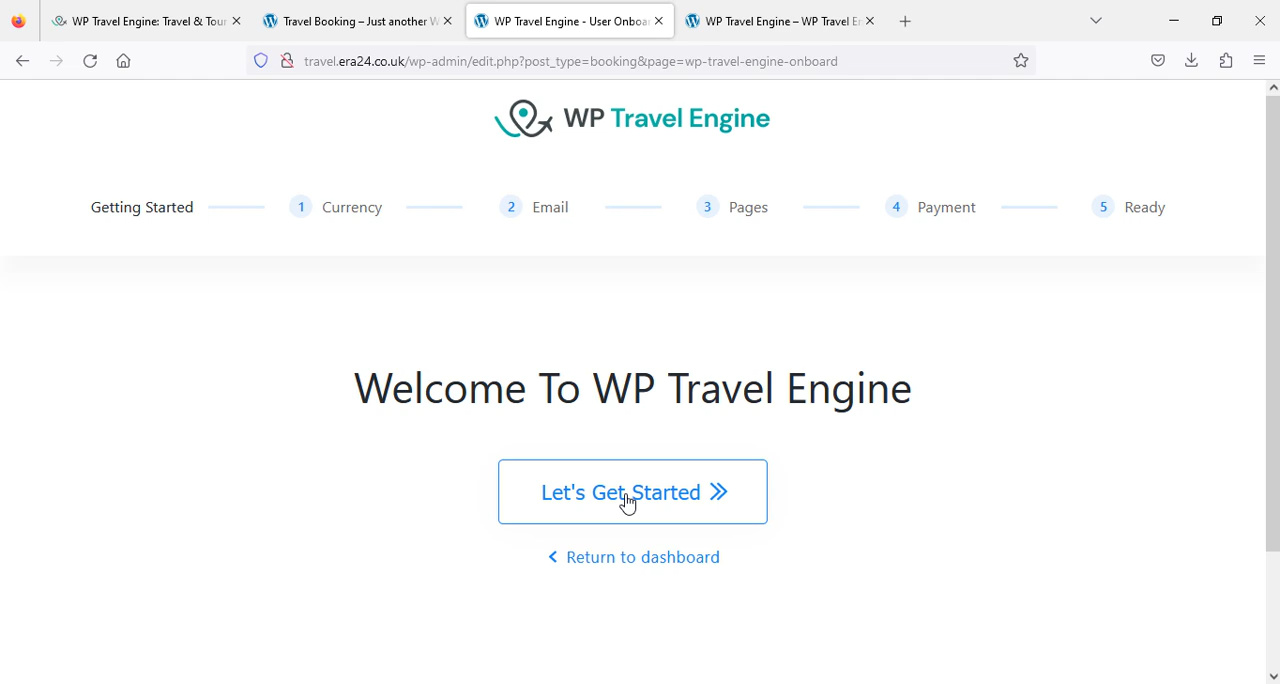 WP Travel Engine: Travel & Tour
Travel Booking – Just another W
WP Travel Engine - User Onboa
WP Travel Engine – WP Travel E
travel.era24.co.uk/wp-admin/edit.php?post_type=booking&page=wp-travel-engine-onboard
WP Travel Engine
Getting Started
1 Currency
2 Email
3 Pages
4 Payment
5 Ready
Welcome To WP Travel Engine
Let's Get Started
Return to dashboard